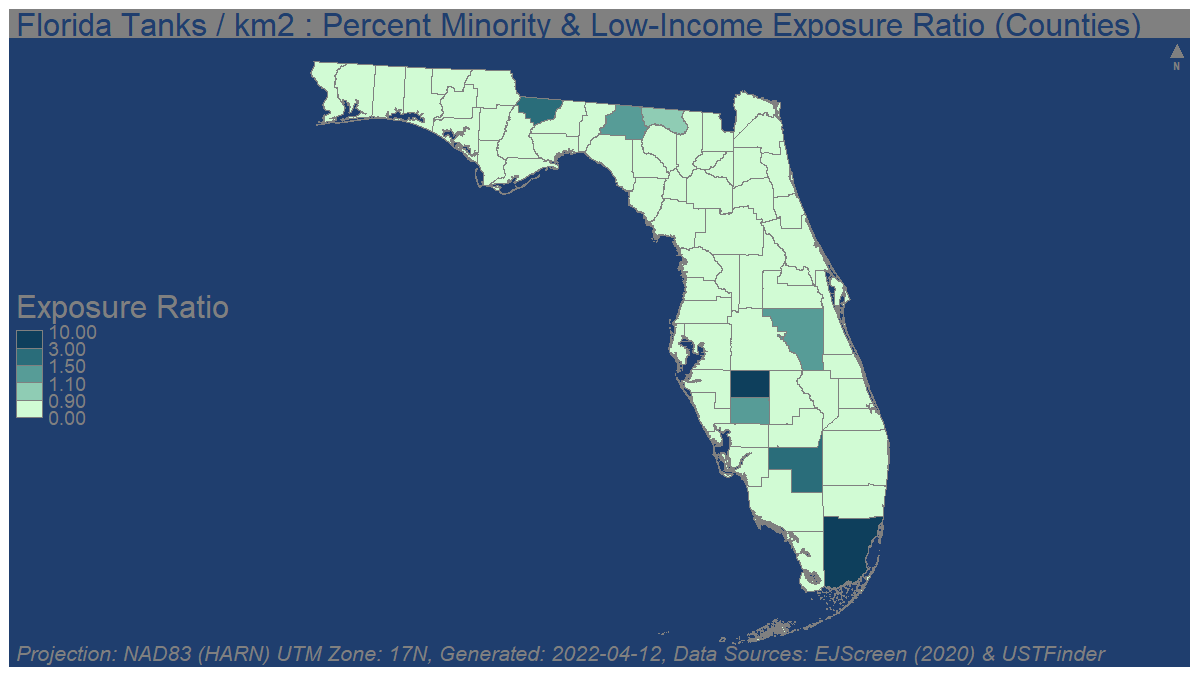 Florida Tanks / km2 : Percent Minority & Low-Income Exposure Ratio (Counties)
N
Exposure Ratio
10.00
3.00
1.50
1.10
0.90
0.00
Projection: NAD83 (HARN) UTM Zone: 17N, Generated: 2022-04-12, Data Sources: EJScreen (2020) & USTFinder